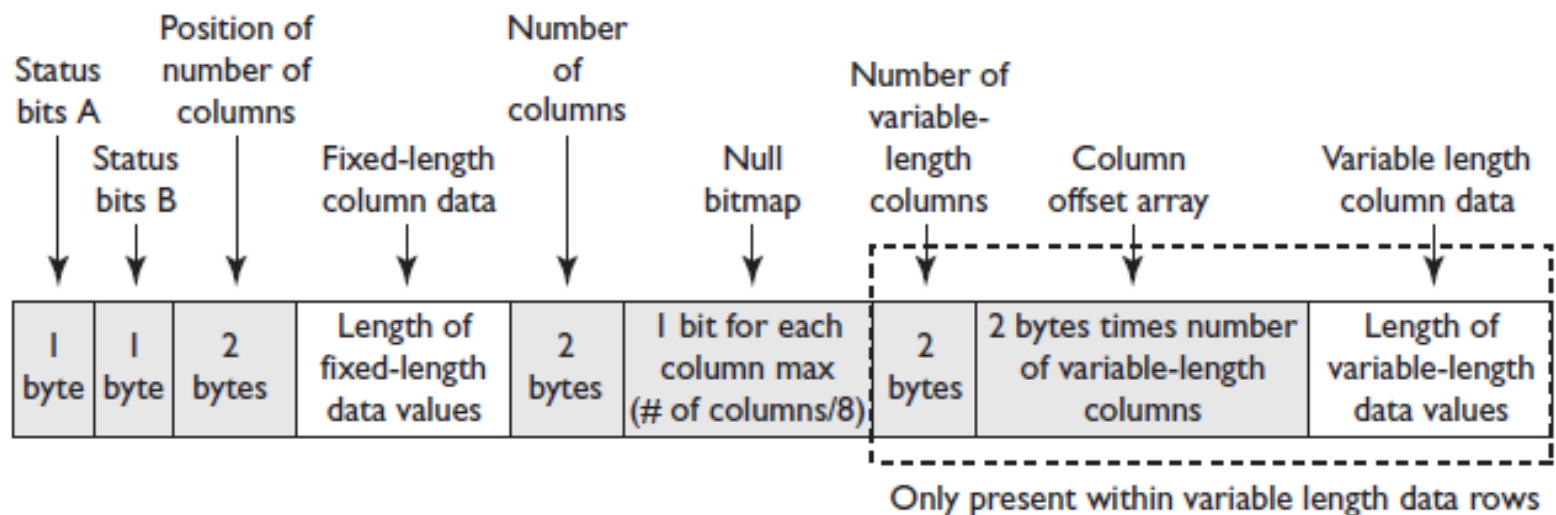 Status
bits A
Status
bits B
Position of
number of
columns
Fixed-length
column data
Number
of
columns
Null
bitmap
Number of
variable-
length
columns
Column
offset array
Variable length
column data
1
byte
1
byte
2
bytes
Length of
fixed-length
data values
2
bytes
1 bit for each
column max
(# of columns/8)
2
bytes
2 bytes times number
of variable-length
columns
Length of
variable-length
data values
Only present within variable length data rows